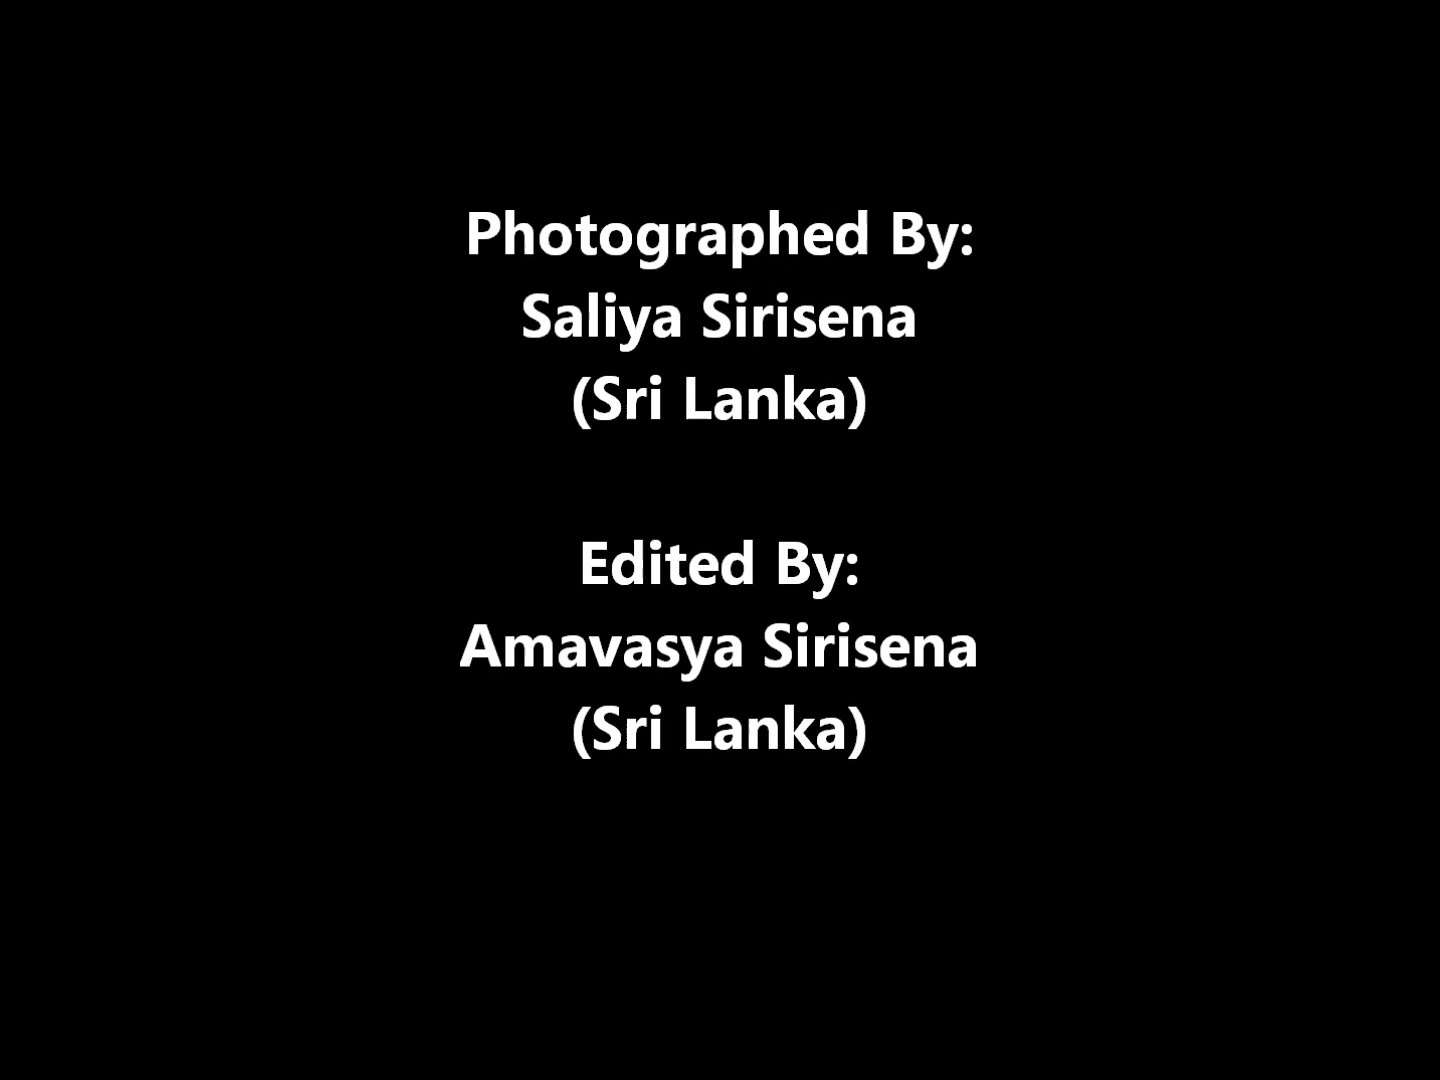 Photographed By:
Saliya Sirisena
(Sri Lanka)
Edited By:
Amavasya Sirisena
(Sri Lanka)